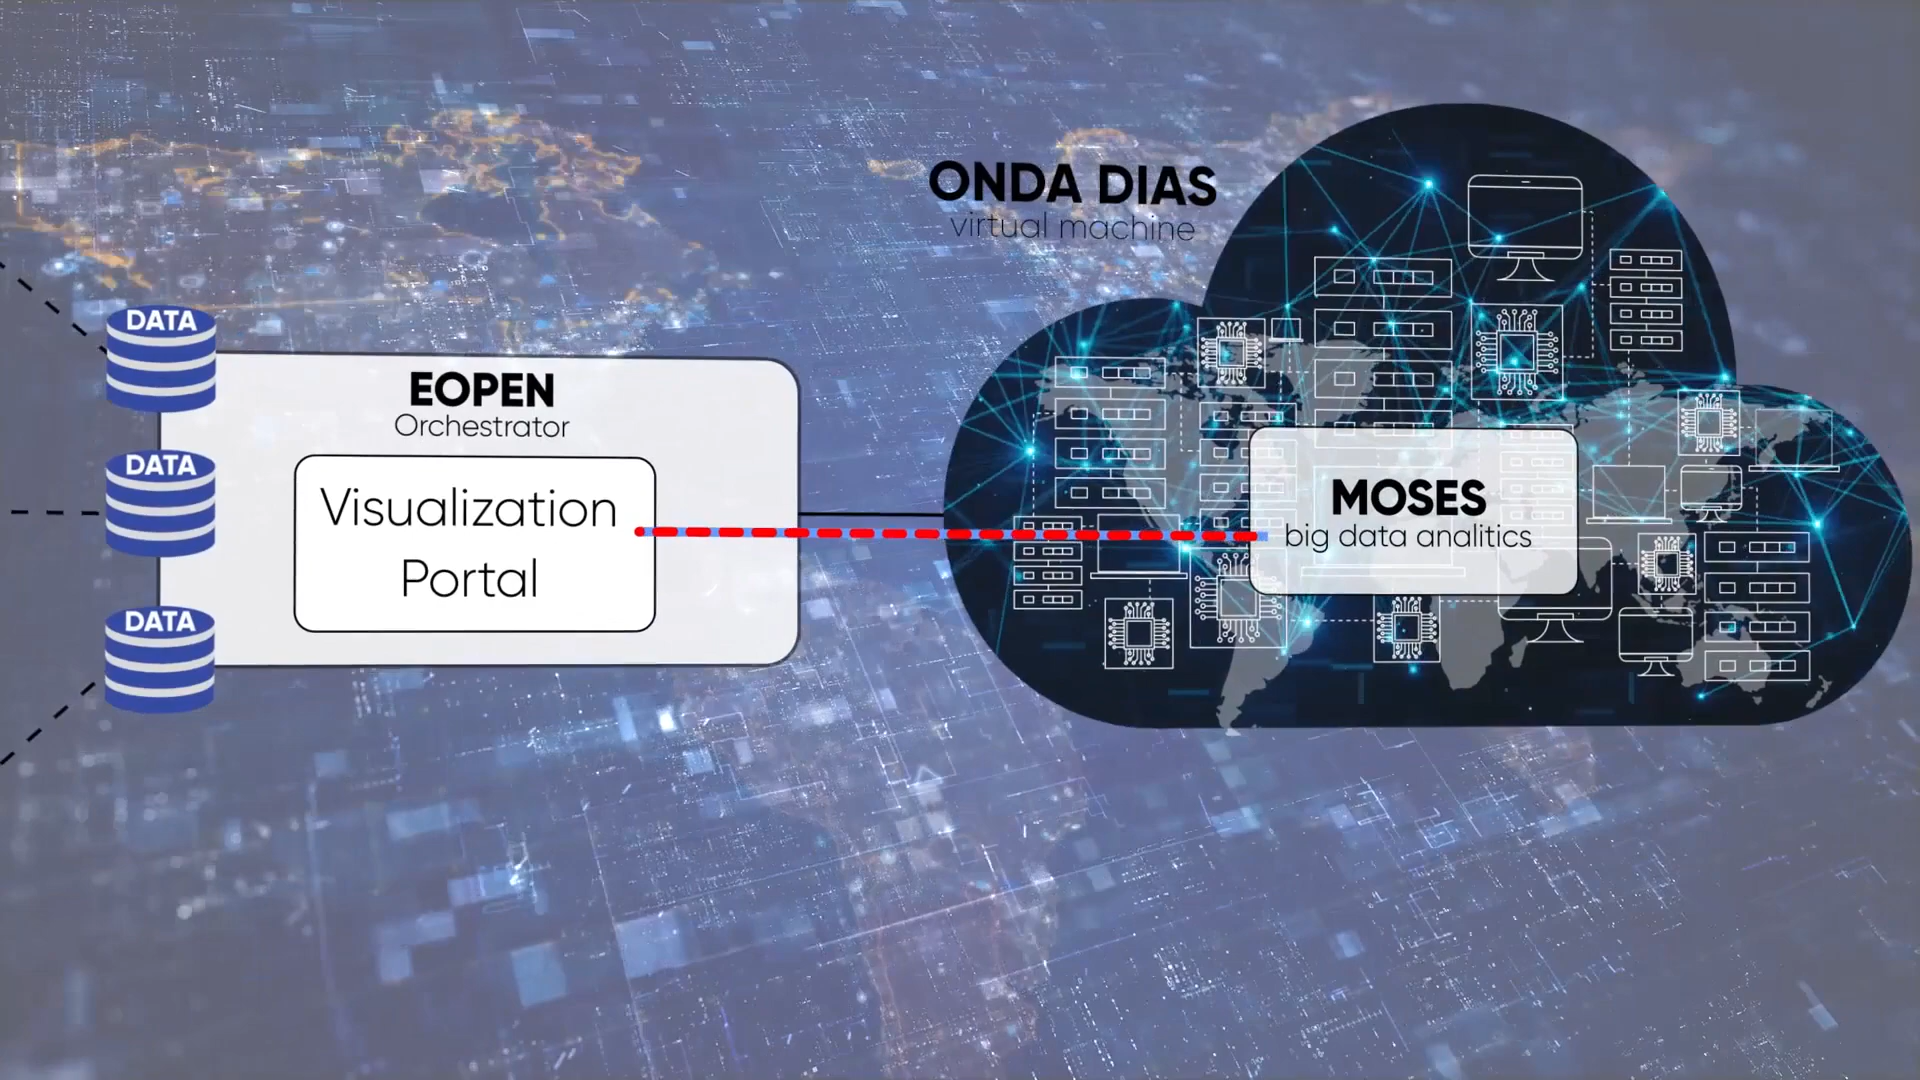 ONDA DIAS
virtual machine
DATA
EOPEN
Orchestrator
DATA
Visualization
Portal
DATA
MOSES
big data analitics